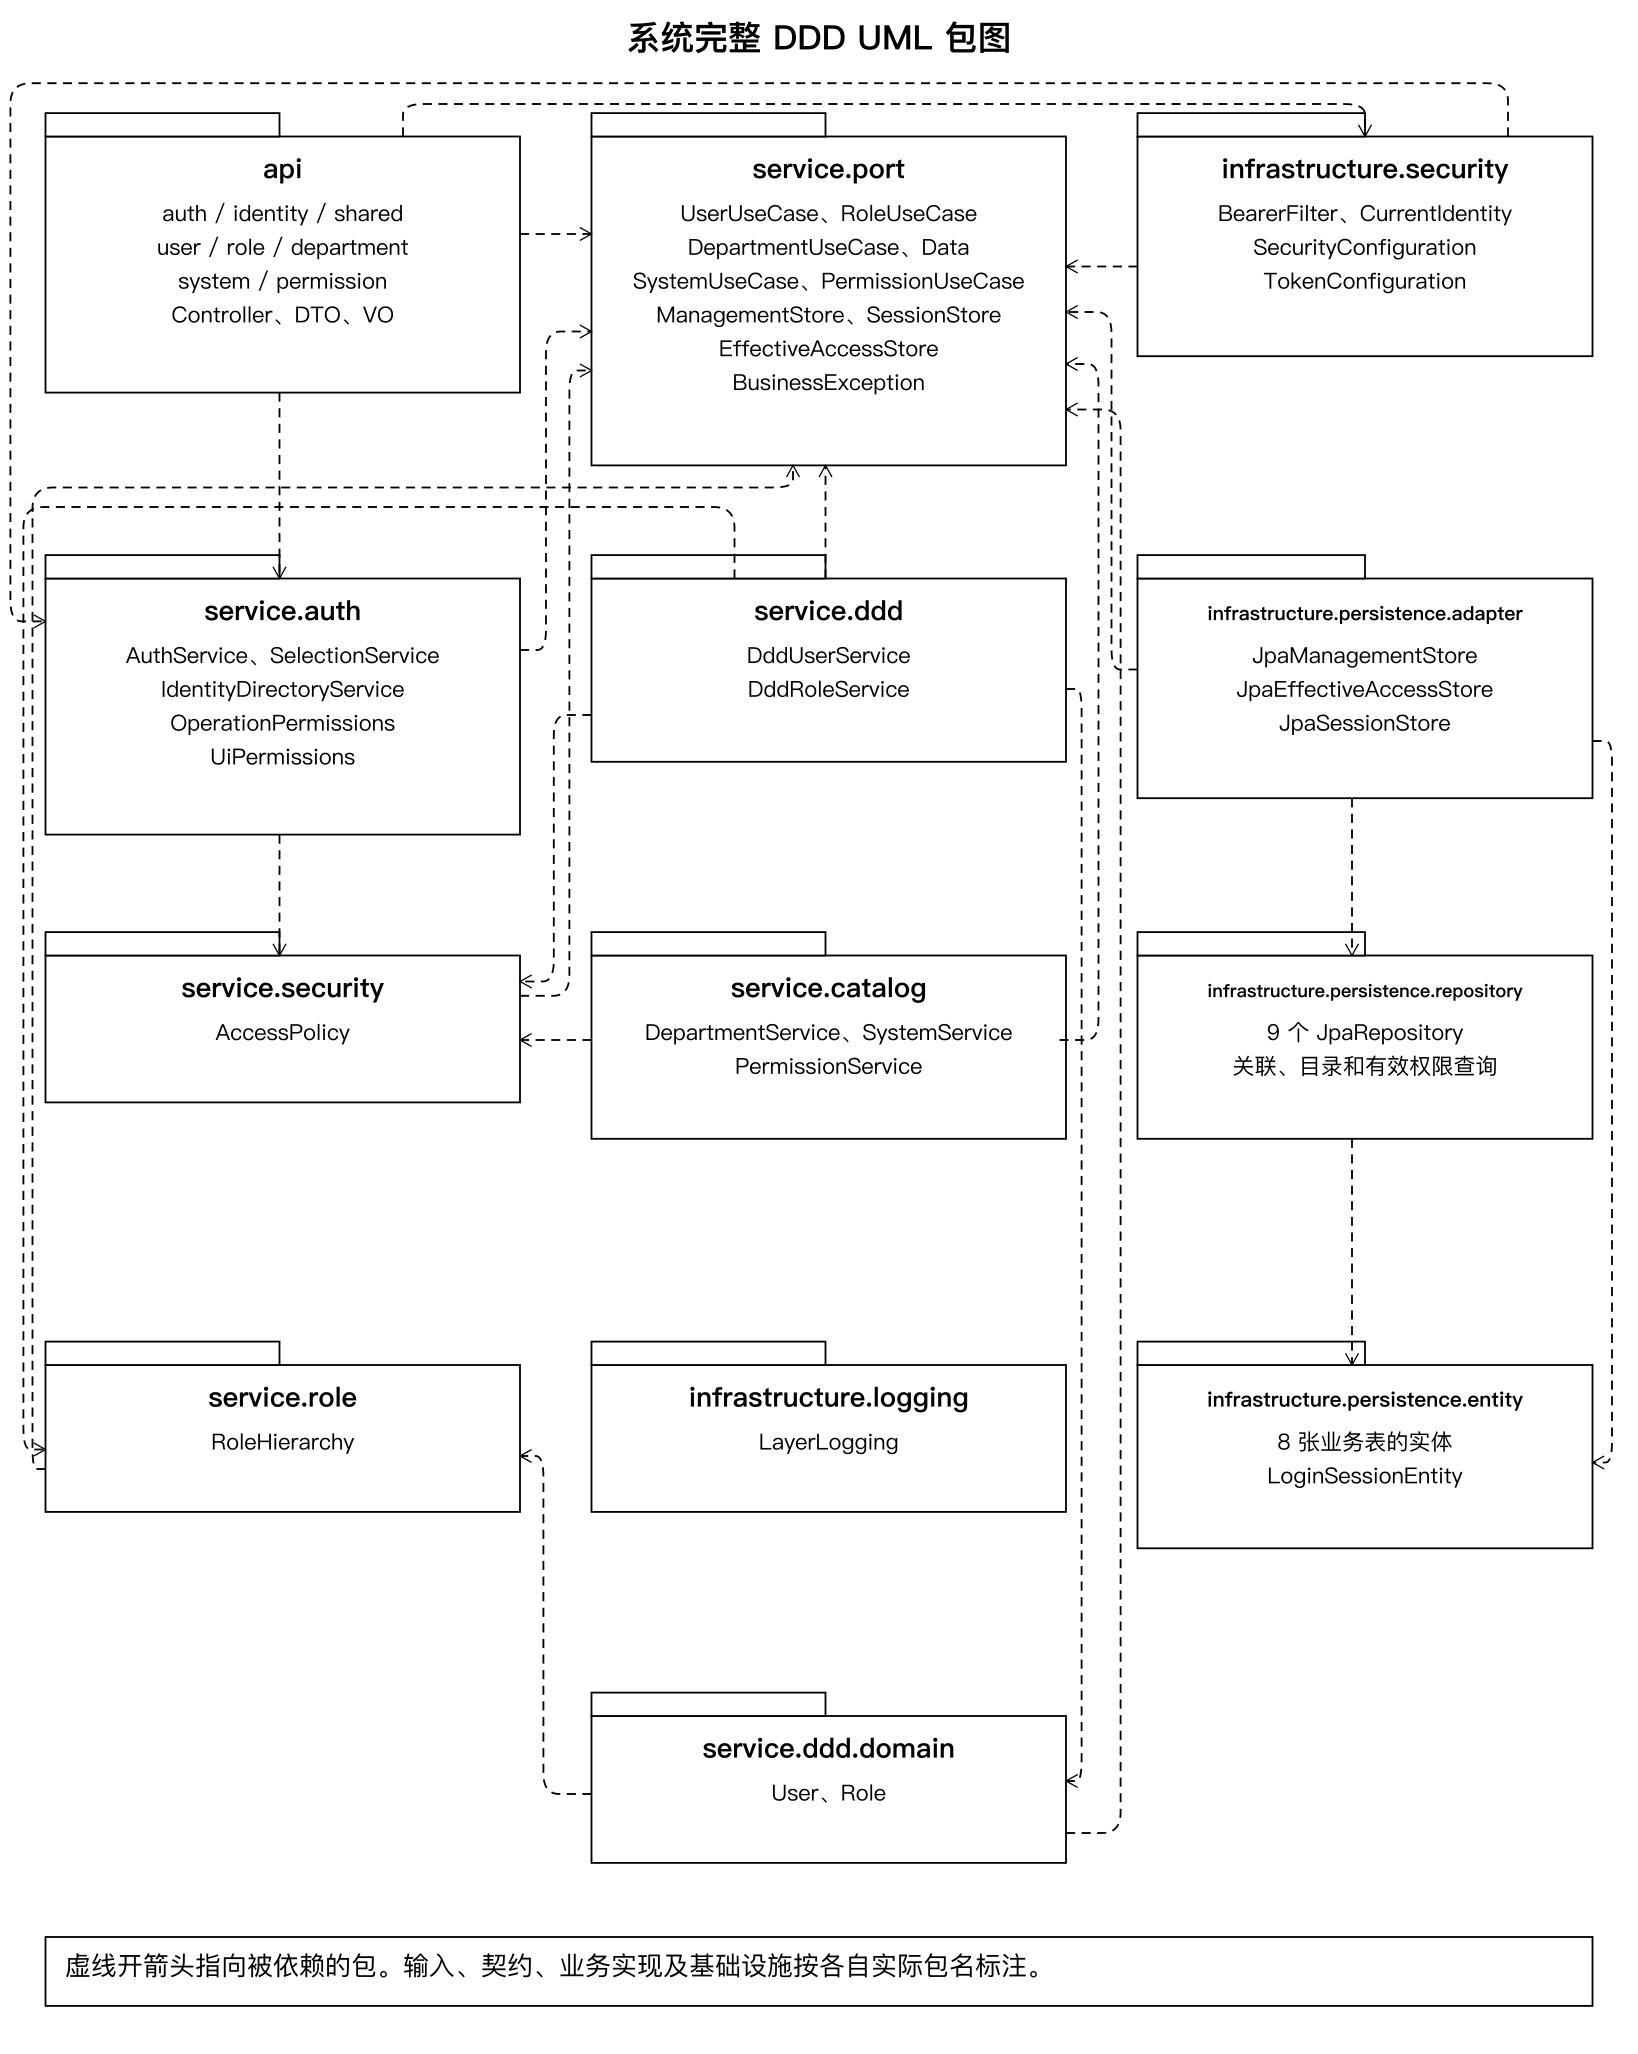 系统完整 DDD UML 包图
api
auth / identity / shared
user / role / department
system / permission
Controller、DTO、VO
service.port
UserUseCase、RoleUseCase
DepartmentUseCase、Data
SystemUseCase、PermissionUseCase
ManagementStore、SessionStore
EffectiveAccessStore
BusinessException
infrastructure.security
BearerFilter、CurrentIdentity
SecurityConfiguration
TokenConfiguration
service.auth
AuthService、SelectionService
IdentityDirectoryService
OperationPermissions
UiPermissions
service.ddd
DddUserService
DddRoleService
infrastructure.persistence.adapter
JpaManagementStore
JpaEffectiveAccessStore
JpaSessionStore
service.security
AccessPolicy
service.catalog
DepartmentService、SystemService
PermissionService
infrastructure.persistence.repository
9 个 JpaRepository
关联、目录和有效权限查询
service.role
RoleHierarchy
infrastructure.logging
LayerLogging
infrastructure.persistence.entity
8 张业务表的实体
LoginSessionEntity
service.ddd.domain
User、Role
虚线开箭头指向被依赖的包。输入、契约、业务实现及基础设施按各自实际包名标注。